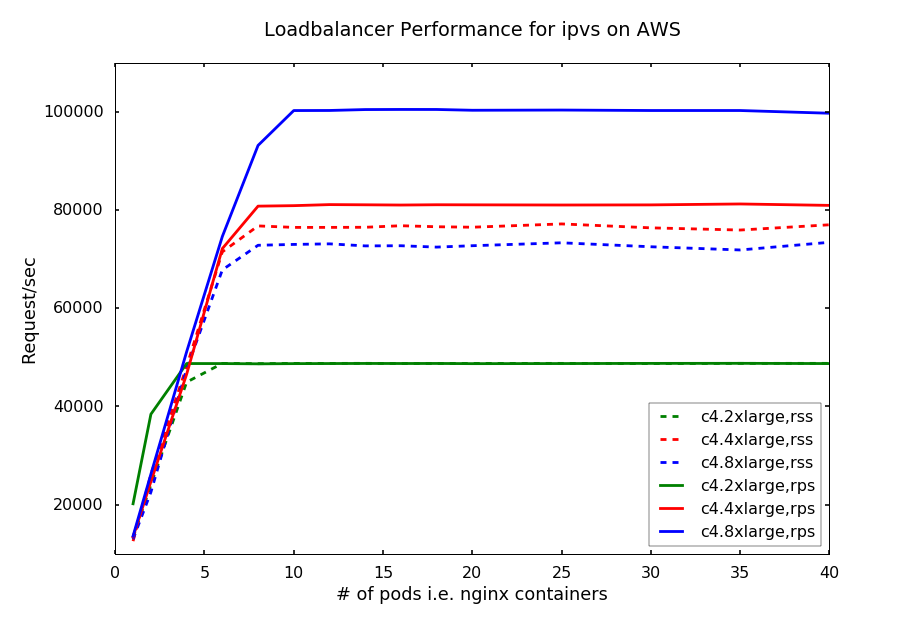 Loadbalancer Performance for ipvs on AWS
Request/sec
100000
80000
60000
40000
20000
c4.2xlarge,rss
c4.4xlarge,rss
c4.8xlarge,rss
c4.2xlarge,rps
c4.4xlarge,rps
c4.8xlarge,rps
0 5 10 15 20 25 30 35 40
# of pods i.e. nginx containers